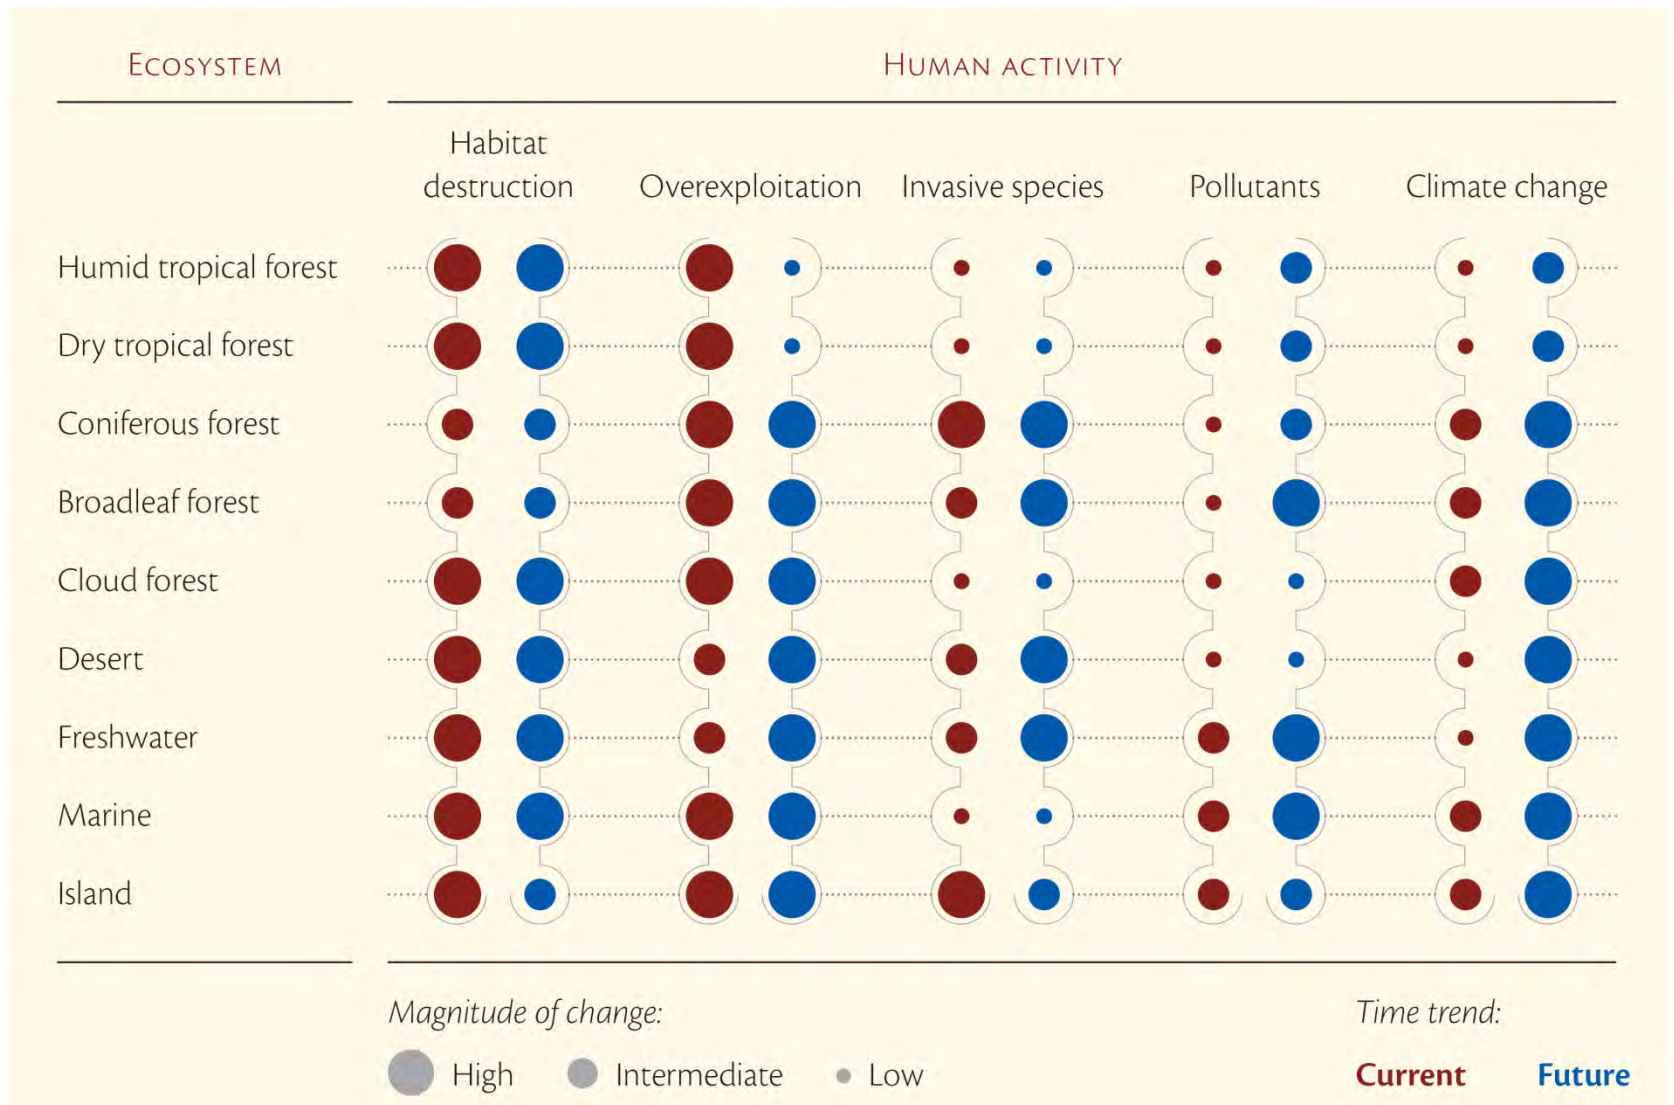 Ecosystem
Human activity
Habitat
destruction
Overexploitation
Invasive species
Pollutants
Climate change
Humid tropical forest
Dry tropical forest
Coniferous forest
Broadleaf forest
Cloud forest
Desert
Freshwater
Marine
Island
Magnitude of change:
Time trend:
High
Intermediate
Low
Current
Future